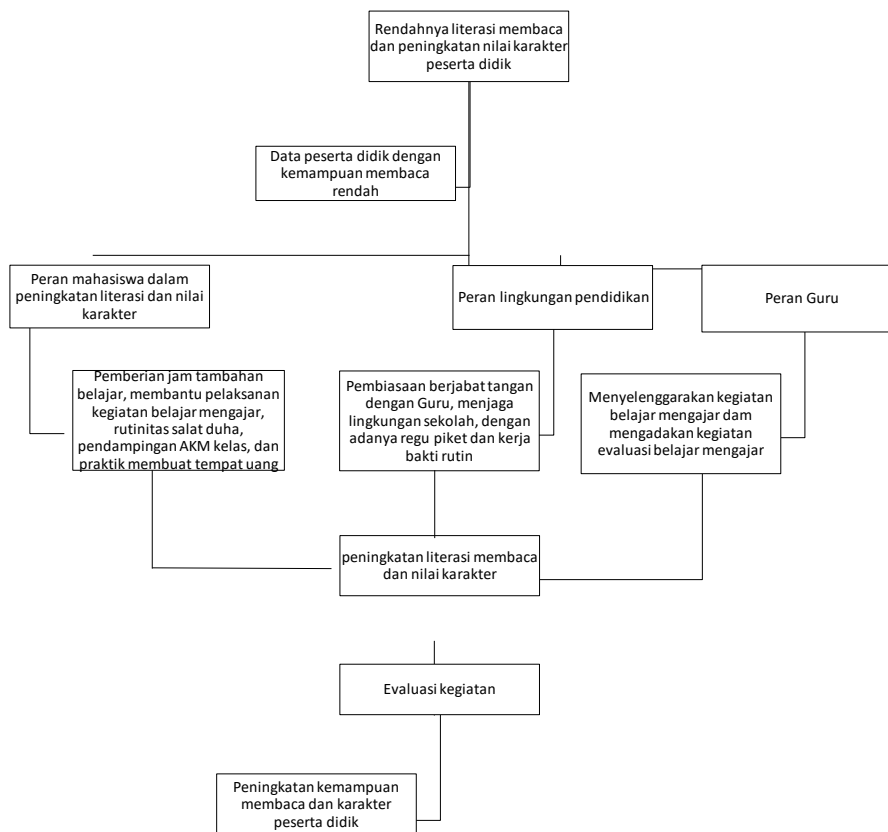 Rendahnya literasi membaca
dan peningkatan nilai karakter
peserta didik
Data peserta didik dengan
kemampuan membaca
rendah
Peran mahasiswa dalam
peningkatan literasi dan nilai
karakter
Peran lingkungan pendidikan
Peran Guru
Pemberian jam tambahan
belajar, membantu pelaksanan
kegiatan belajar mengajar,
rutinitas salat duha,
pendampingan AKM kelas, dan
praktik membuat tempat uang
Pembiasaan berjabat tangan
dengan Guru, menjaga
lingkungan sekolah, dengan
adanya regu piket dan kerja
bakti rutin
Menyelenggarakan kegiatan
belajar mengajar dam
mengadakan kegiatan
evaluasi belajar mengajar
peningkatan literasi membaca
dan nilai karakter
Evaluasi kegiatan
Peningkatan kemampuan
membaca dan karakter
peserta didik